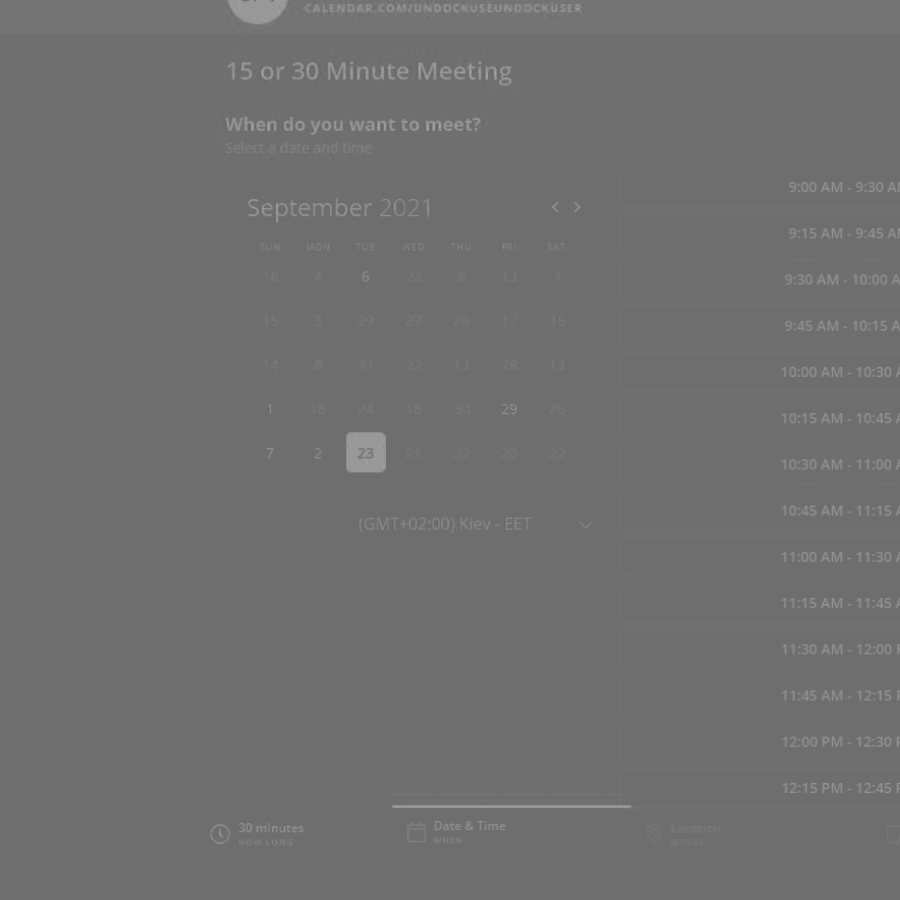 CALENDAR.COM/UNDDCKUSEUNDDCKUSER
15 or 30 Minute Meeting
When do you want to meet?
Select a date and time
September 2021
SUN MON TUE WED THU FRI SAT
16 4 6 22 8 13 7
15 3 29 27 26 17 15
14 8 31 22 13 28 13
1 18 24 18 30 29 26
7 2 23 21 22 20 22
(GMT+02:00) Kiev - EET
9:00 AM - 9:30 AM
9:15 AM - 9:45 A
9:30 AM - 10:00 A
9:45 AM - 10:15 A
10:00 AM - 10:30 A
10:15 AM - 10:45 A
10:30 AM - 11:00 A
10:45 AM - 11:15 A
11:00 AM - 11:30 A
11:15 AM - 11:45 A
11:30 AM - 12:00 P
11:45 AM - 12:15 P
12:00 PM - 12:30 P
12:15 PM - 12:45 P
30 minutes
HOW LONG
Date & Time
WHEN
Location
WHERE